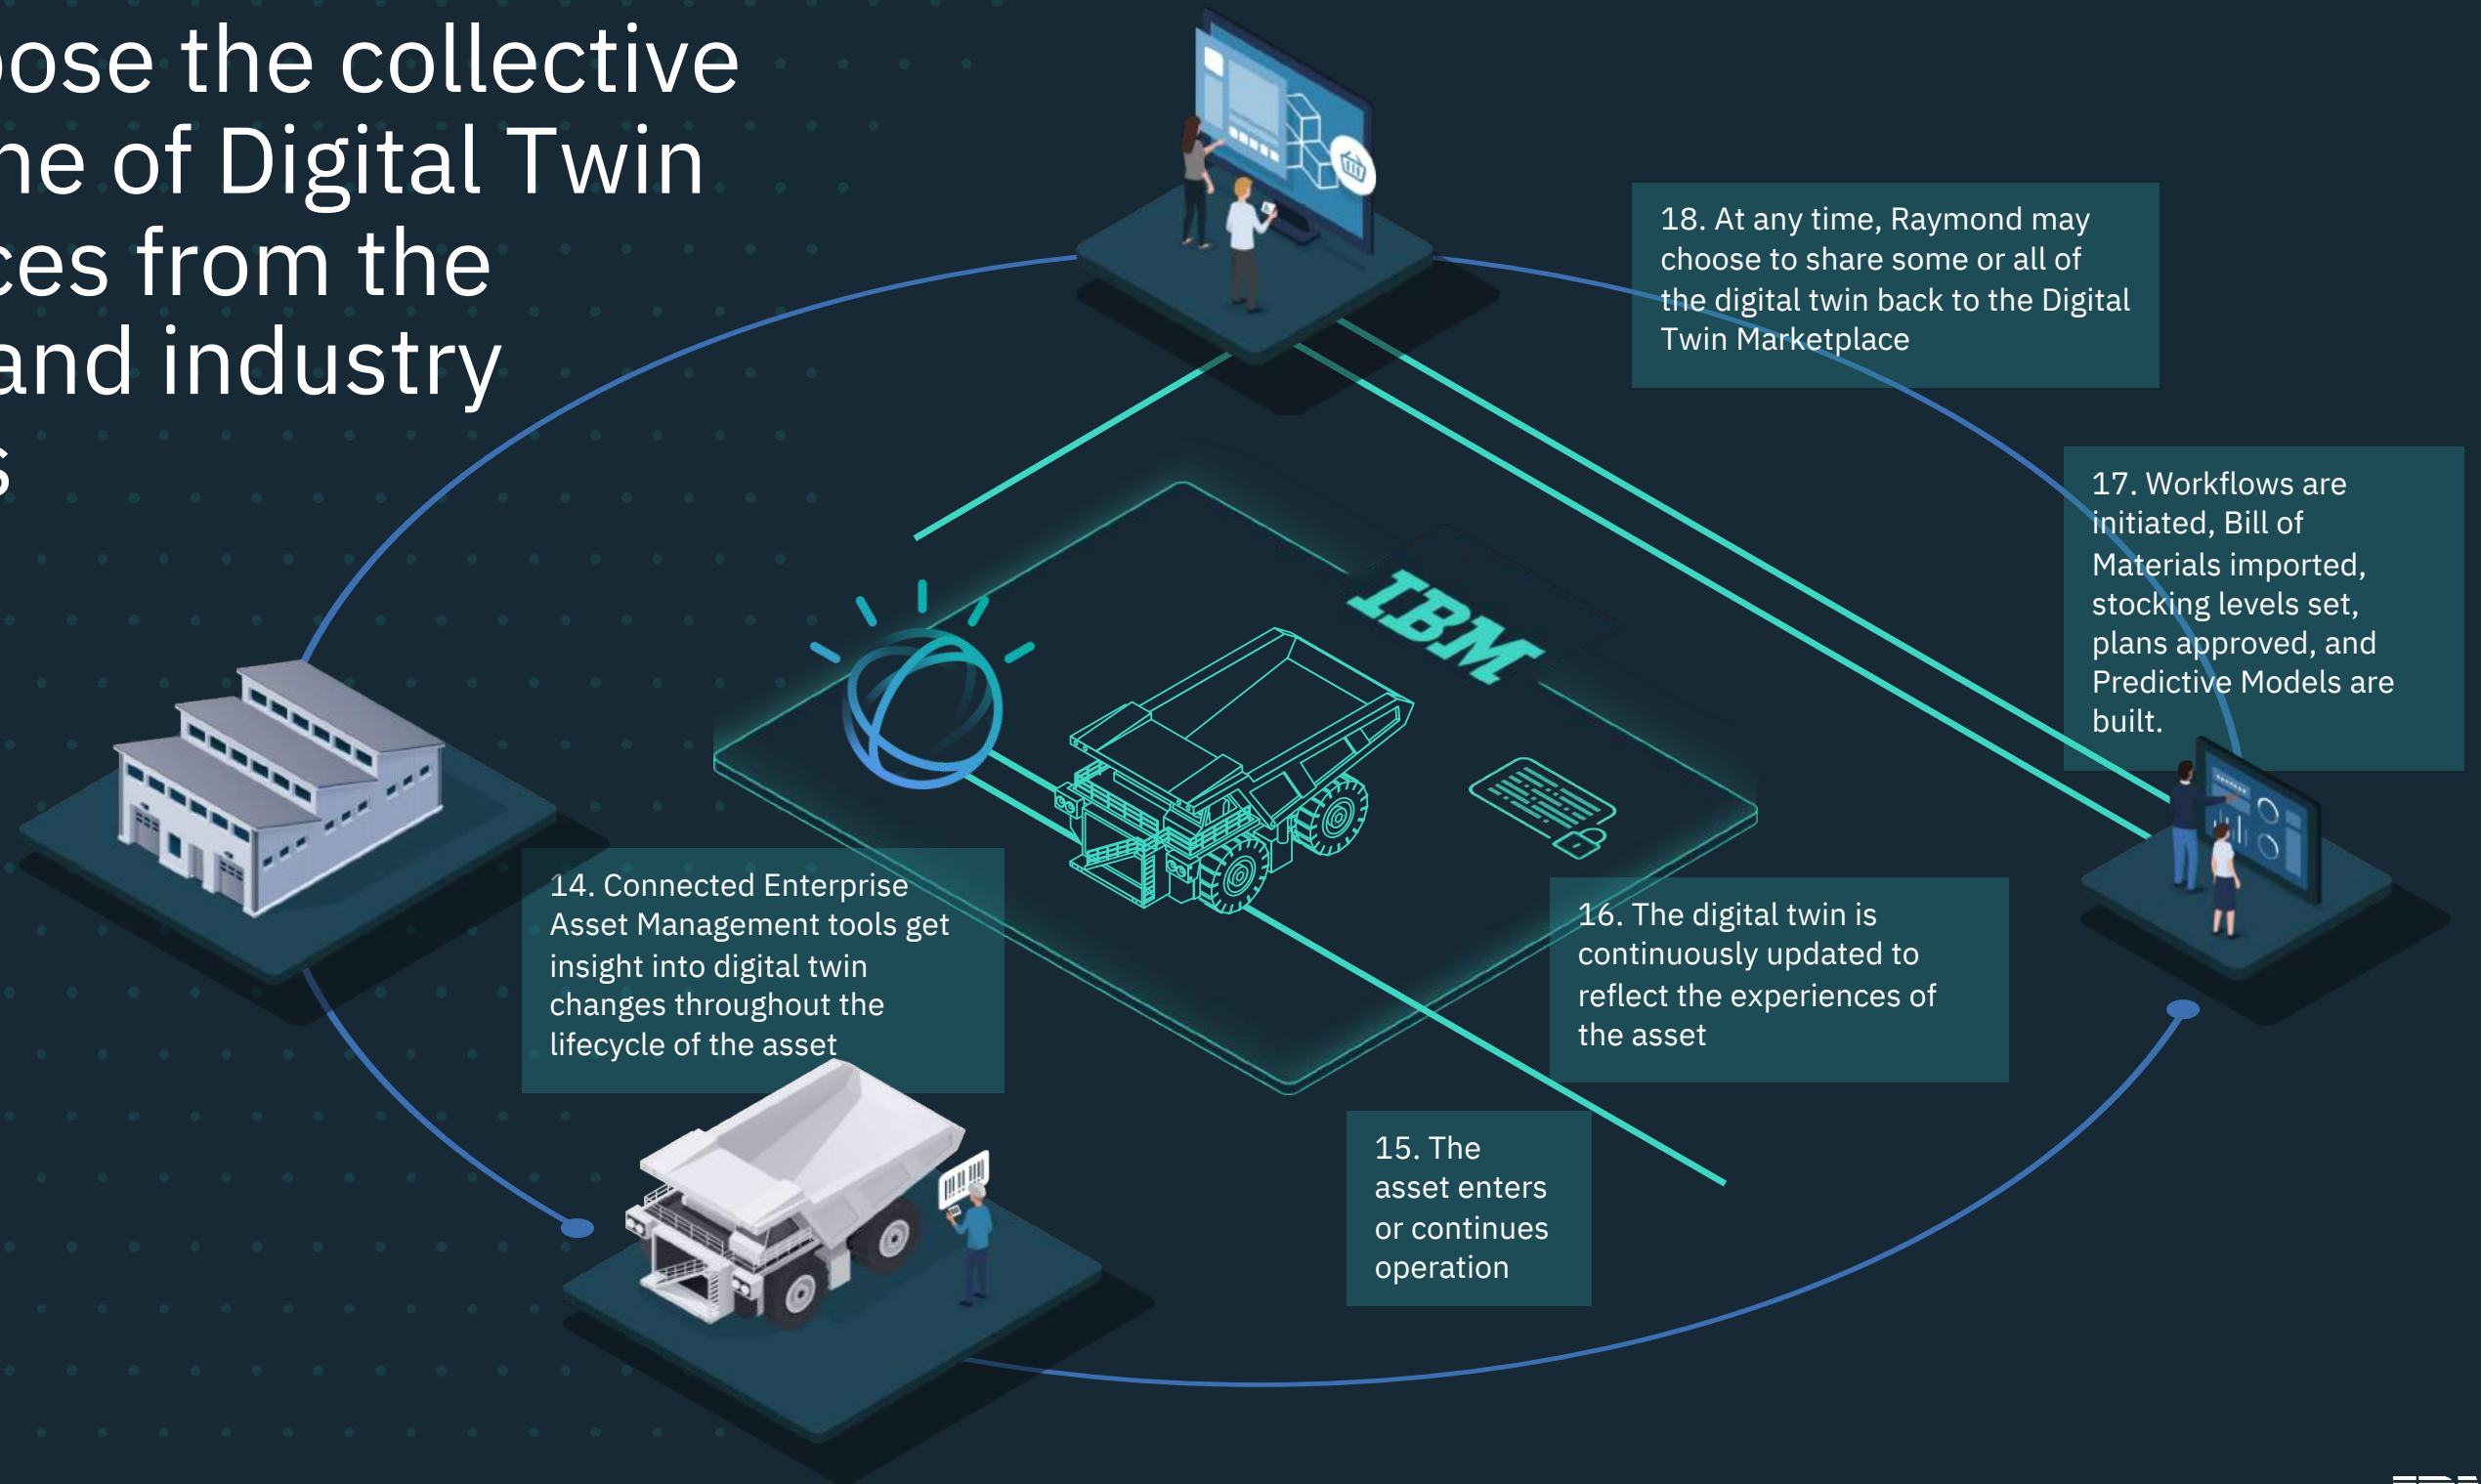 ose the collective
ne of Digital Twin
ces from the
and industry
s
18. At any time, Raymond may
choose to share some or all of
the digital twin back to the Digital
Twin Marketplace
17. Workflows are
initiated, Bill of
Materials imported,
stocking levels set,
plans approved, and
Predictive Models are
built.
IBM
14. Connected Enterprise
Asset Management tools get
insight into digital twin
changes throughout the
lifecycle of the asset
16. The digital twin is
continuously updated to
reflect the experiences of
the asset
15. The
asset enters
or continues
operation